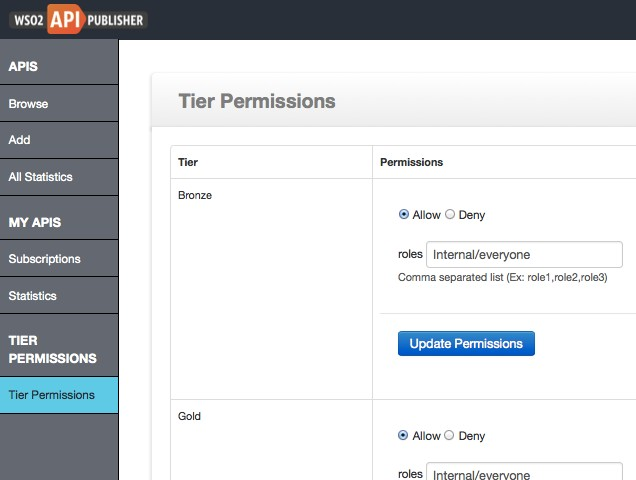 WSO2 API PUBLISHER
APIS
Browse
Add
All Statistics
MY APIS
Subscriptions
Statistics
TIER
PERMISSIONS
Tier Permissions
Tier Permissions
Tier Permissions
Bronze
Allow Deny
roles Internal/everyone
Comma separated list (Ex: role1,role2,role3)
Update Permissions
Gold
Allow Deny
roles Internal/everyone